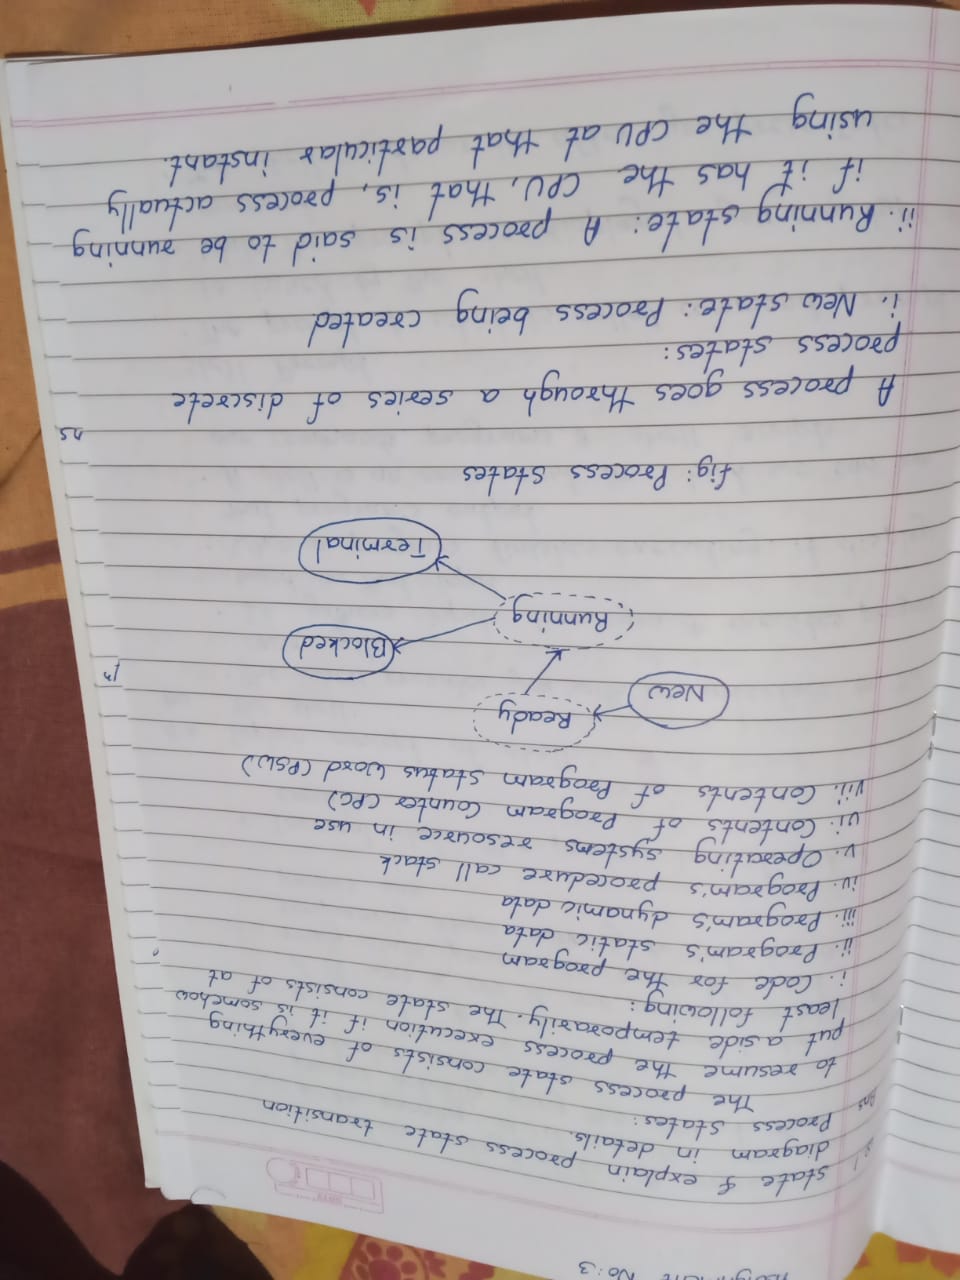 No: 3
State & explain process state transition
diagram in details.
Ans Process states:
The process state consists of everything
to resume the process execution if it is somehow
put aside temporarily. The state consists of at
least following:
i. Code for the program
ii. Program's static data
iii. Program's dynamic data
iv. Program's procedure call stack
v. Operating systems resource in use
vi. Contents of Program Counter (PC)
vii. Contents of Program Status Word (PSW)
New
Ready
Running
Blocked
Terminal
fig: Process states
A process goes through a series of discrete
process states:
i. New state: Process being created
ii. Running state: A process is said to be running
if it has the CPU, that is, process actually
using the CPU at that particular instant.